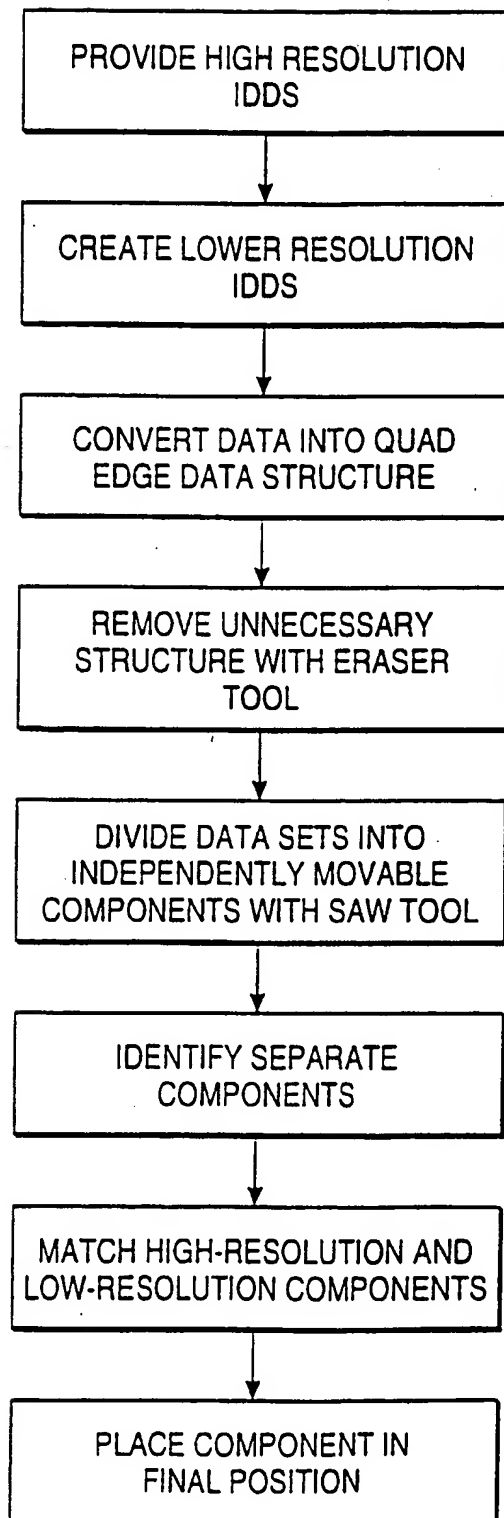 PROVIDE HIGH RESOLUTION
IDDS
CREATE LOWER RESOLUTION
IDDS
CONVERT DATA INTO QUAD
EDGE DATA STRUCTURE
REMOVE UNNECESSARY
STRUCTURE WITH ERASER
TOOL
DIVIDE DATA SETS INTO
INDEPENDENTLY MOVABLE
COMPONENTS WITH SAW TOOL
IDENTIFY SEPARATE
COMPONENTS
MATCH HIGH-RESOLUTION AND
LOW-RESOLUTION COMPONENTS
PLACE COMPONENT IN
FINAL POSITION